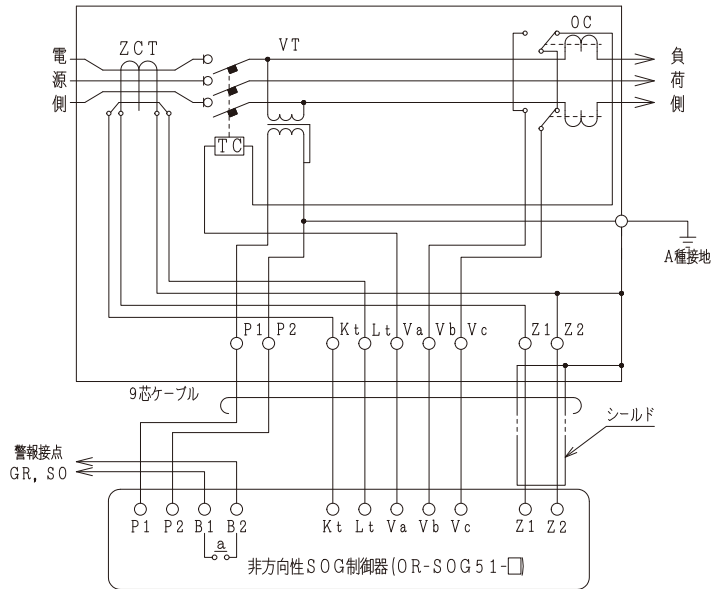 ZCT
VT
OC
電源側
負荷側
TC
A種接地
P1 P2 Kt Lt Va Vb Vc Z1 Z2
9芯ケーブル
シールド
警報接点
GR, SO
P1 P2 B1 B2 Kt Lt Va Vb Vc Z1 Z2
a
非方向性SOG制御器(OR-SOG51-□)